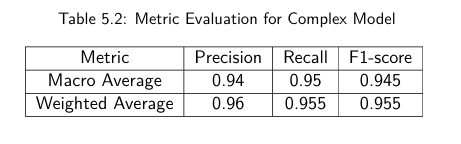 Table 5.2: Metric Evaluation for Complex Model
Metric Precision Recall F1-score
Macro Average 0.94 0.95 0.945
Weighted Average 0.96 0.955 0.955